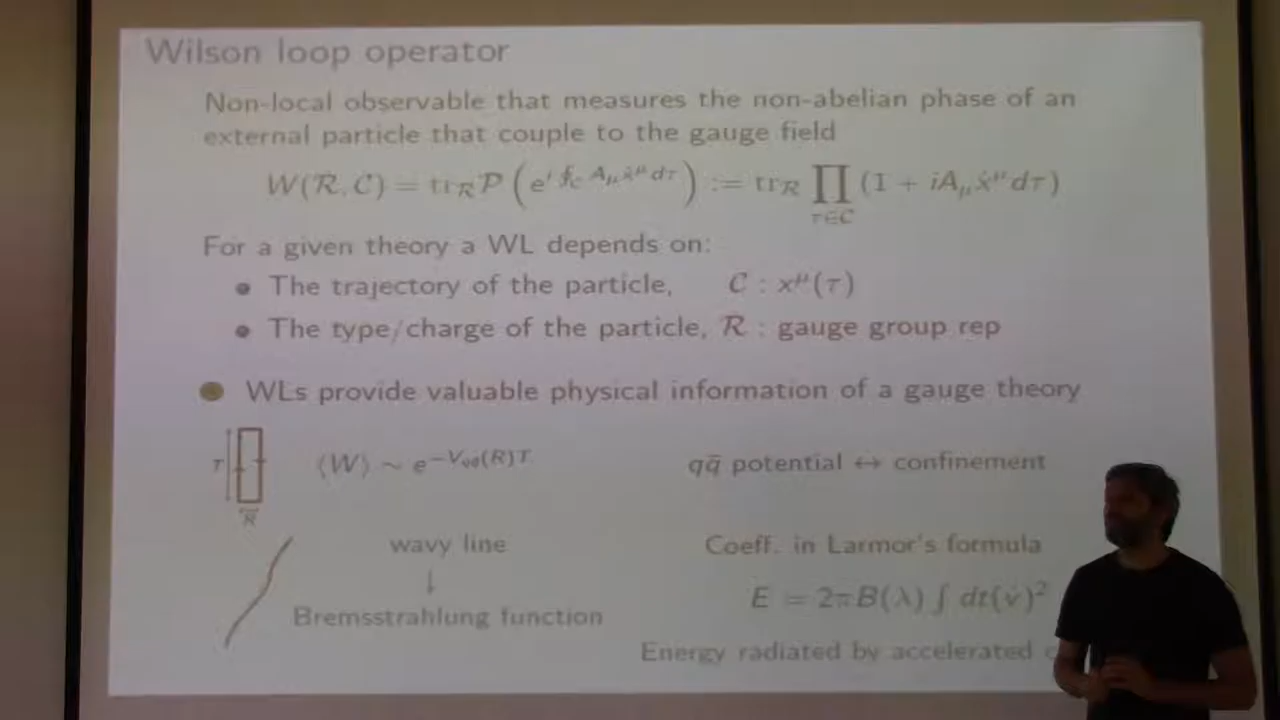 Wilson loop operator
Non-local observable that measures the non-abelian phase of an
external particle that couple to the gauge field
W(R, C) = tr_R P ( e^{i ∮_C A_μ ẋ^μ dτ} ) := tr_R ∏_{τ∈C} (1 + iA_μ ẋ^μ dτ)
For a given theory a WL depends on:
• The trajectory of the particle, C : x^μ(τ)
• The type/charge of the particle, R : gauge group rep
• WLs provide valuable physical information of a gauge theory
T
⟨W⟩ ∼ e^{−V_{qq̄}(R)T} qq̄ potential ↔ confinement
R
wavy line Coeff. in Larmor's formula
↓
E = 2πB(λ) ∫ dt(v̇)²
Bremsstrahlung function
Energy radiated by accelerated